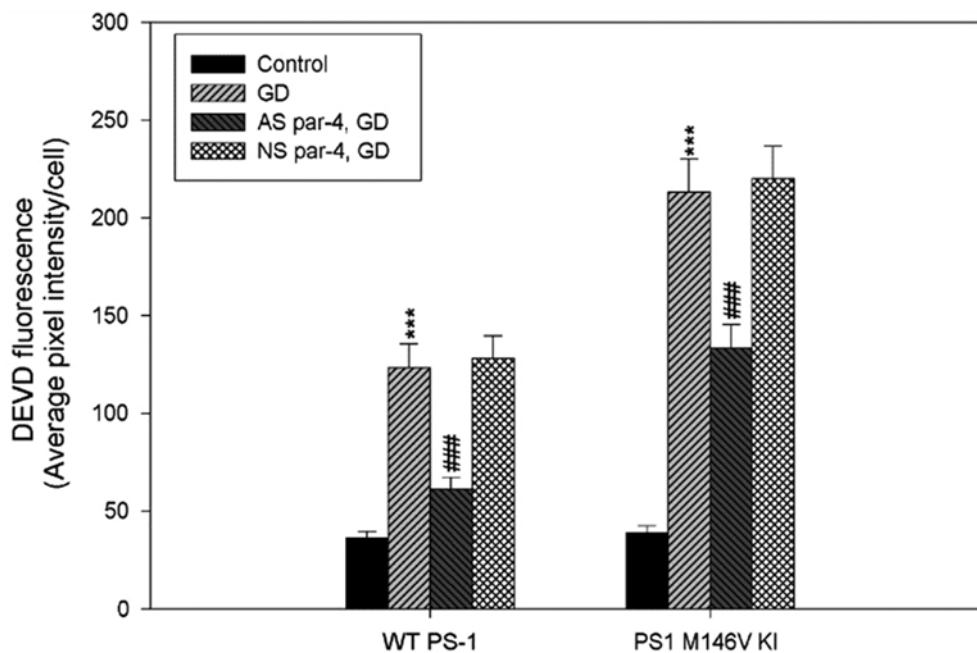 300
250
200
150
100
50
0
DEVD fluorescence
(Average pixel intensity/cell)
Control
GD
AS par-4, GD
NS par-4, GD
***
###
***
###
WT PS-1
PS1 M146V KI